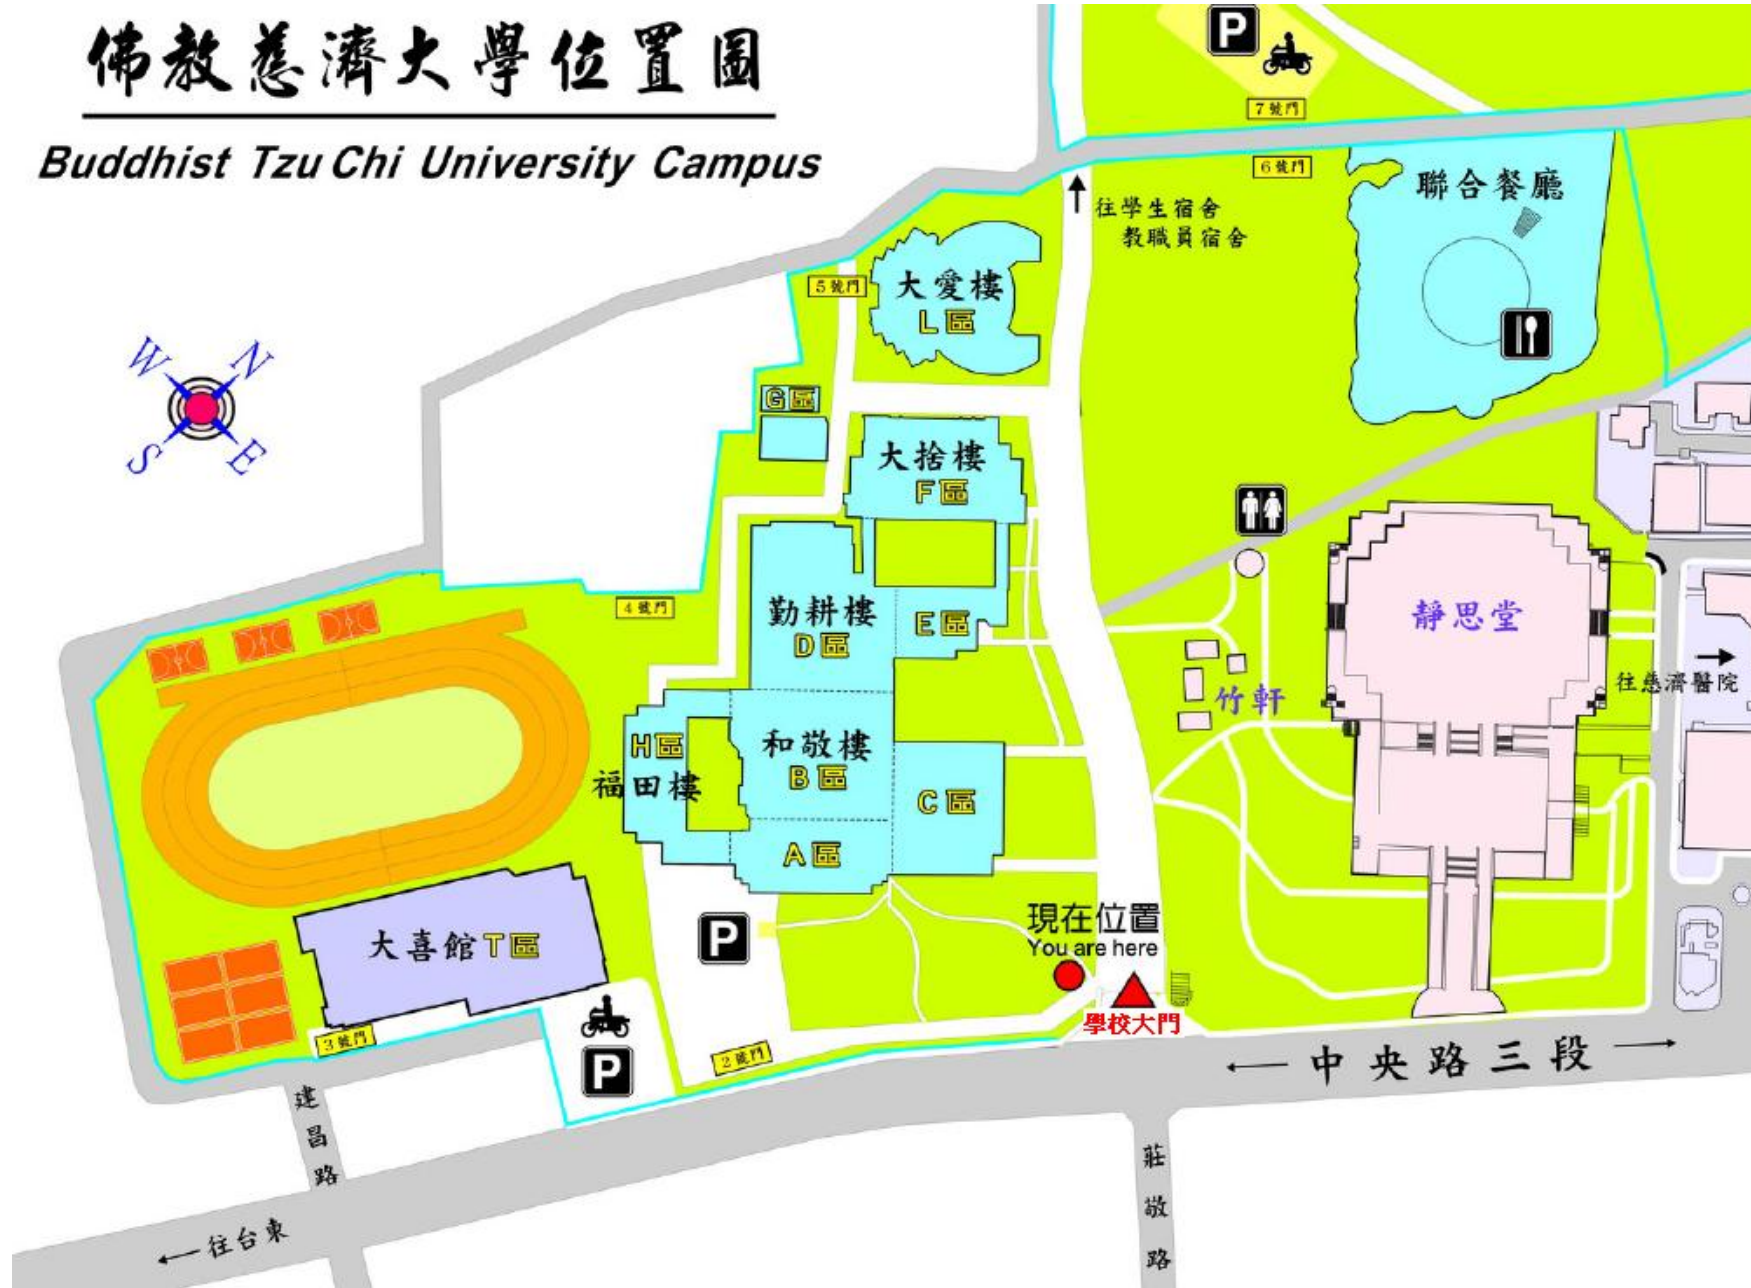 佛教慈濟大學位置圖
Buddhist Tzu Chi University Campus
P
7號門
6號門
聯合餐廳
往學生宿舍
教職員宿舍
5號門
大愛樓
L區
W
N
S
E
G區
大捨樓
F區
4號門
勤耕樓
D區
E區
靜思堂
往慈濟醫院
竹軒
H區
福田樓
和敬樓
B區
C區
A區
現在位置
You are here
P
大喜館T區
學校大門
3號門
2號門
P
中央路三段
建昌路
莊敬路
往台東